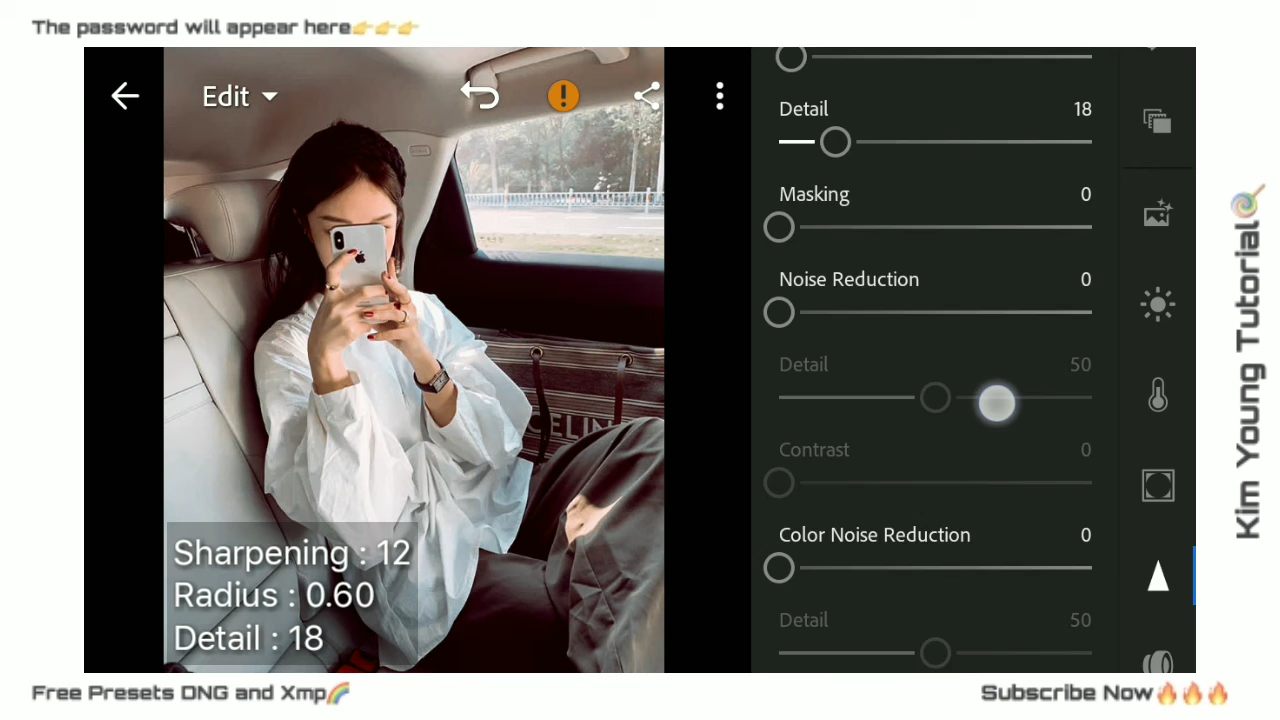 The password will appear here👉👉👉
Edit
Detail 18
Masking 0
Noise Reduction 0
Detail 50
Contrast 0
Color Noise Reduction 0
Detail 50
CELIN
Sharpening : 12
Radius : 0.60
Detail : 18
Kim Young Tutorial🍭
Free Presets DNG and Xmp🌈
Subscribe Now🔥🔥🔥